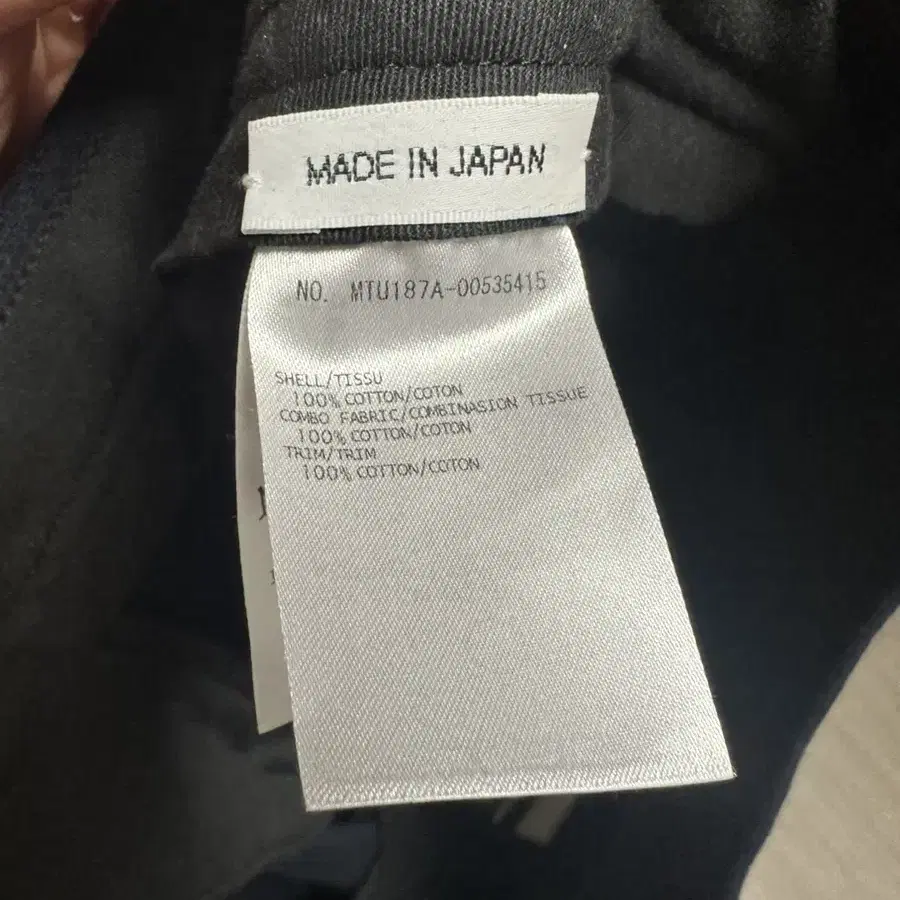 MADE IN JAPAN
NO. MTU187A-00535415
SHELL/TISSU
100% COTTON/COTON
COMBO FABRIC/COMBINASION TISSUE
100% COTTON/COTON
TRIM/TRIM
100% COTTON/COTON